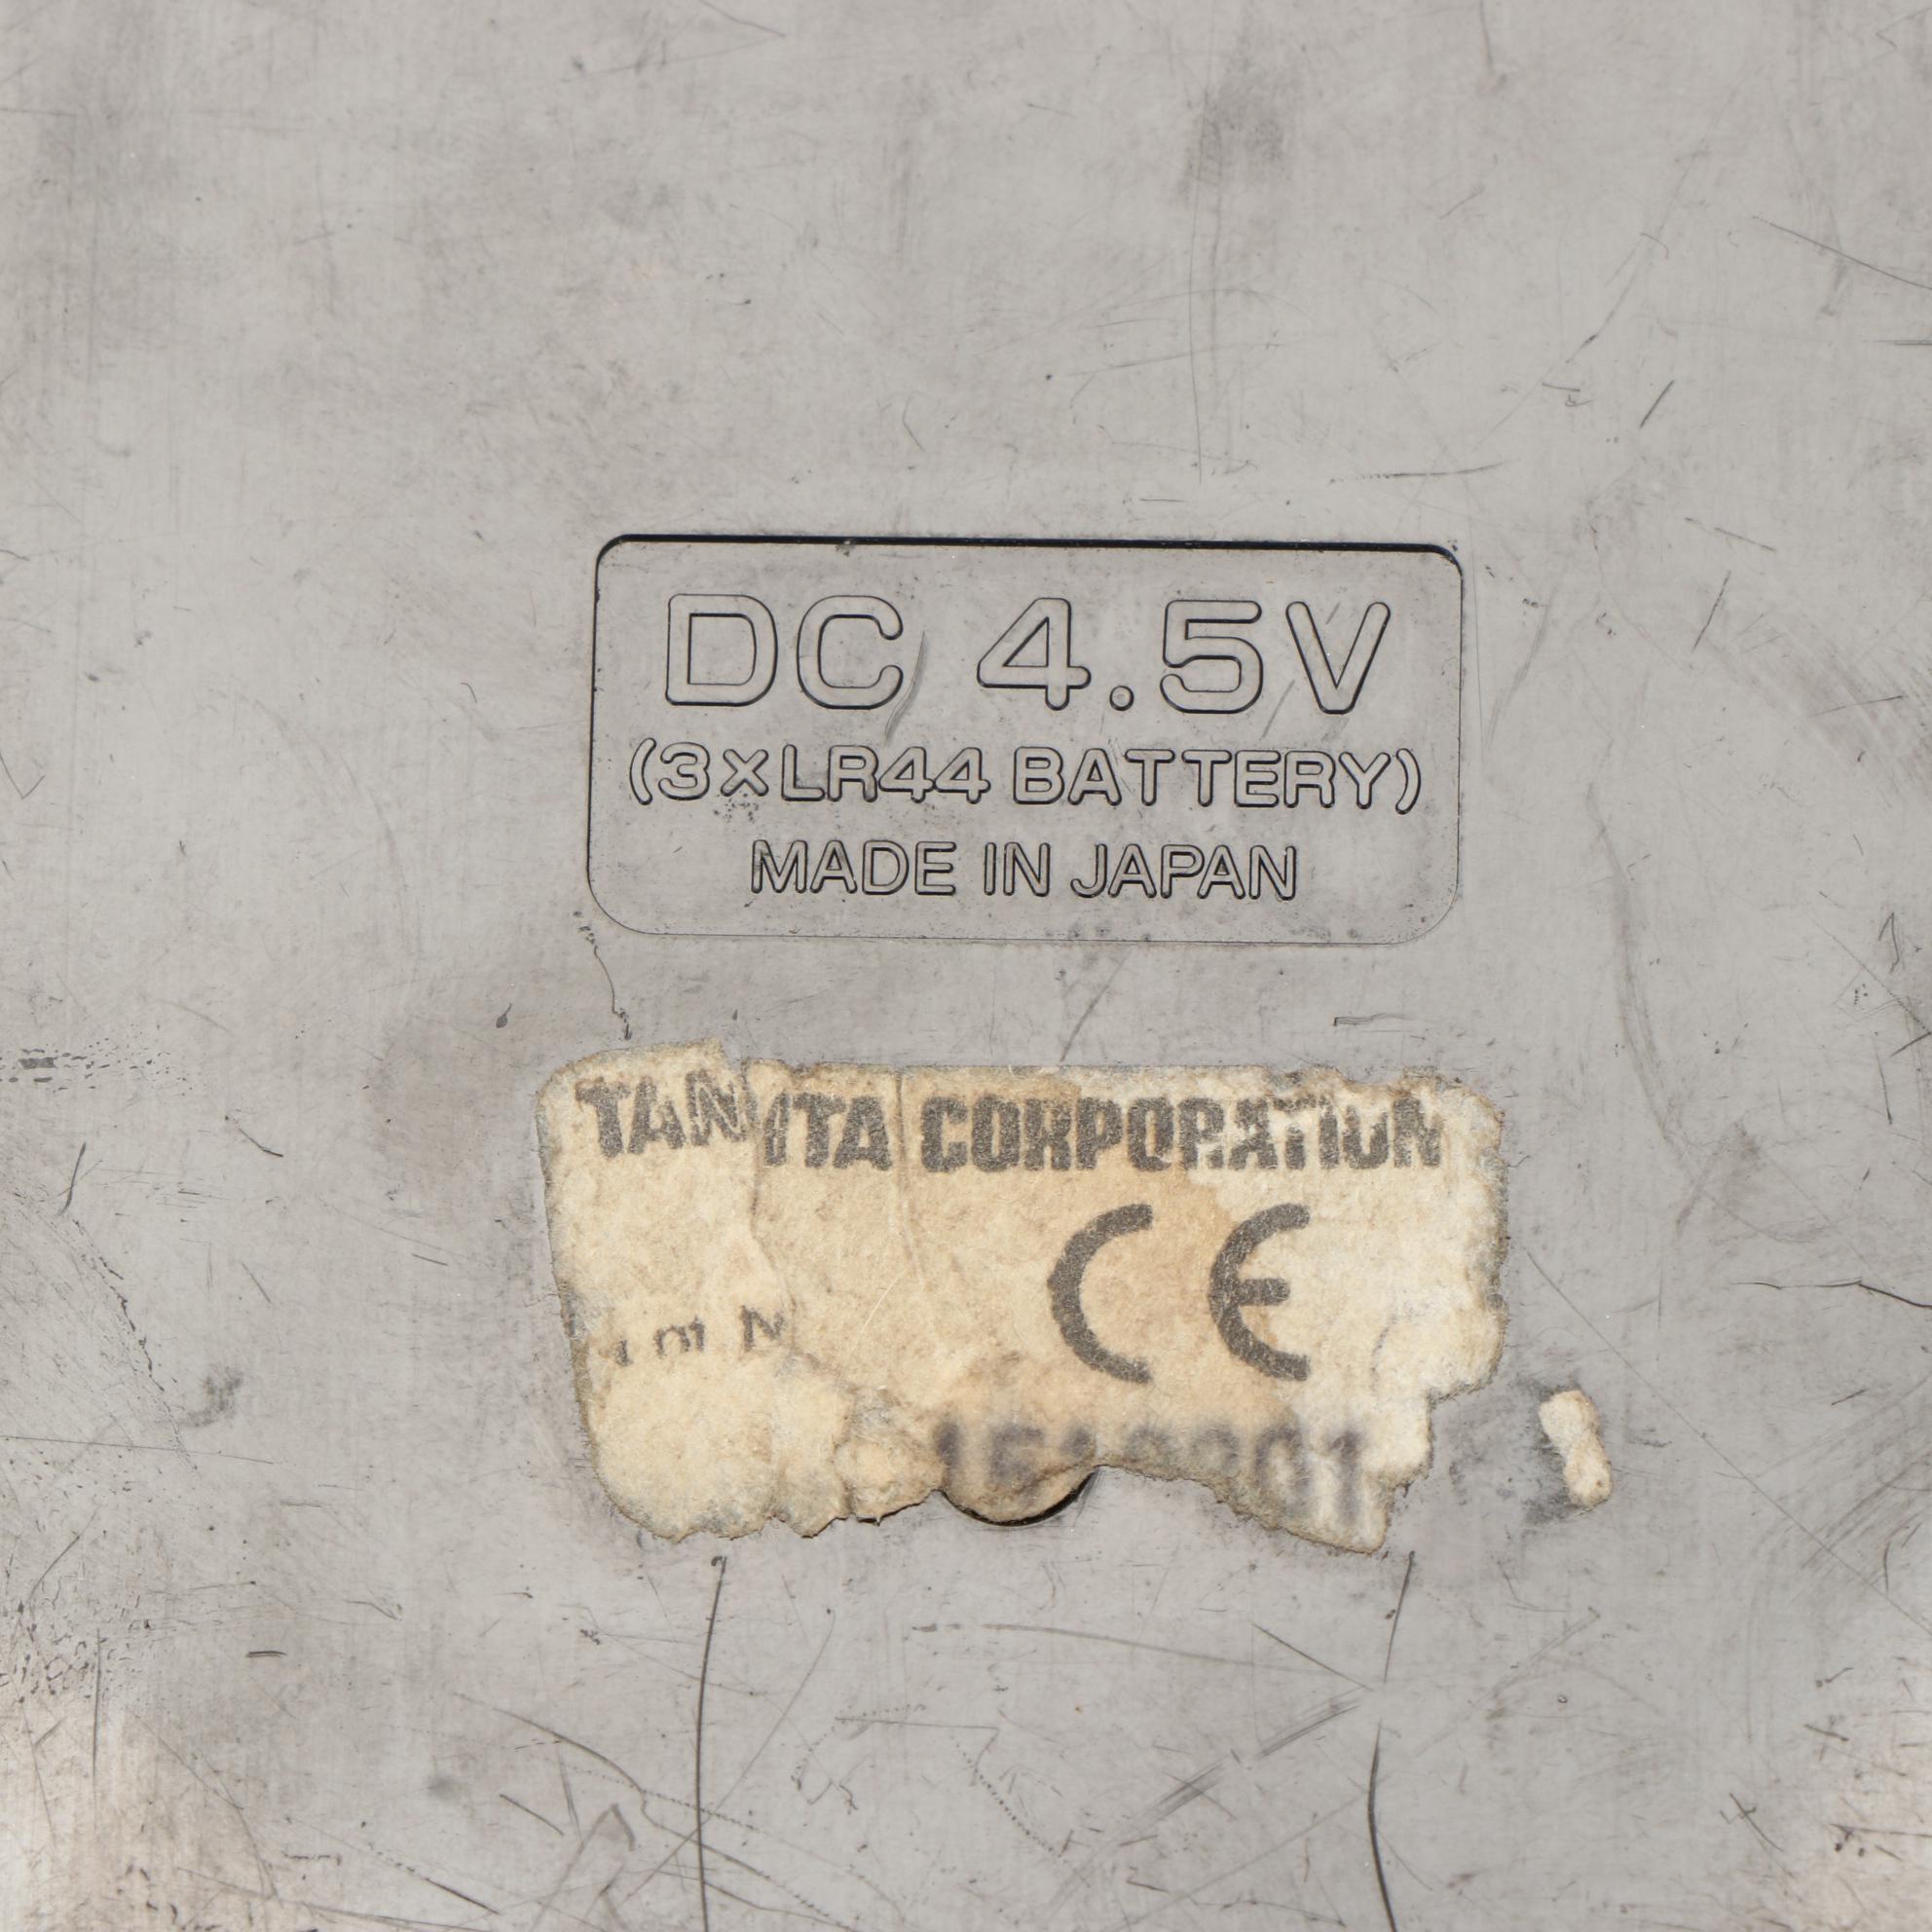 DC 4.5V
(3×LR44 BATTERY)
MADE IN JAPAN
TANITA CORPORATION
CE